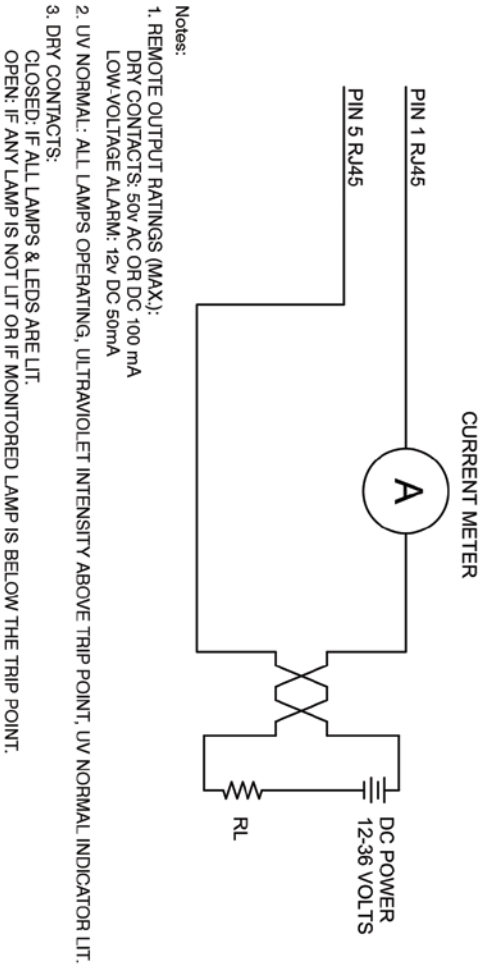 CURRENT METER
PIN 1 RJ45
A
PIN 5 RJ45
DC POWER
12-36 VOLTS
RL
Notes:
1. REMOTE OUTPUT RATINGS (MAX.):
DRY CONTACTS: 50v AC OR DC 100 mA
LOW-VOLTAGE ALARM: 12v DC 50mA
2. UV NORMAL: ALL LAMPS OPERATING, ULTRAVIOLET INTENSITY ABOVE TRIP POINT, UV NORMAL INDICATOR LIT.
3. DRY CONTACTS:
CLOSED: IF ALL LAMPS & LEDS ARE LIT.
OPEN: IF ANY LAMP IS NOT LIT OR IF MONITORED LAMP IS BELOW THE TRIP POINT.